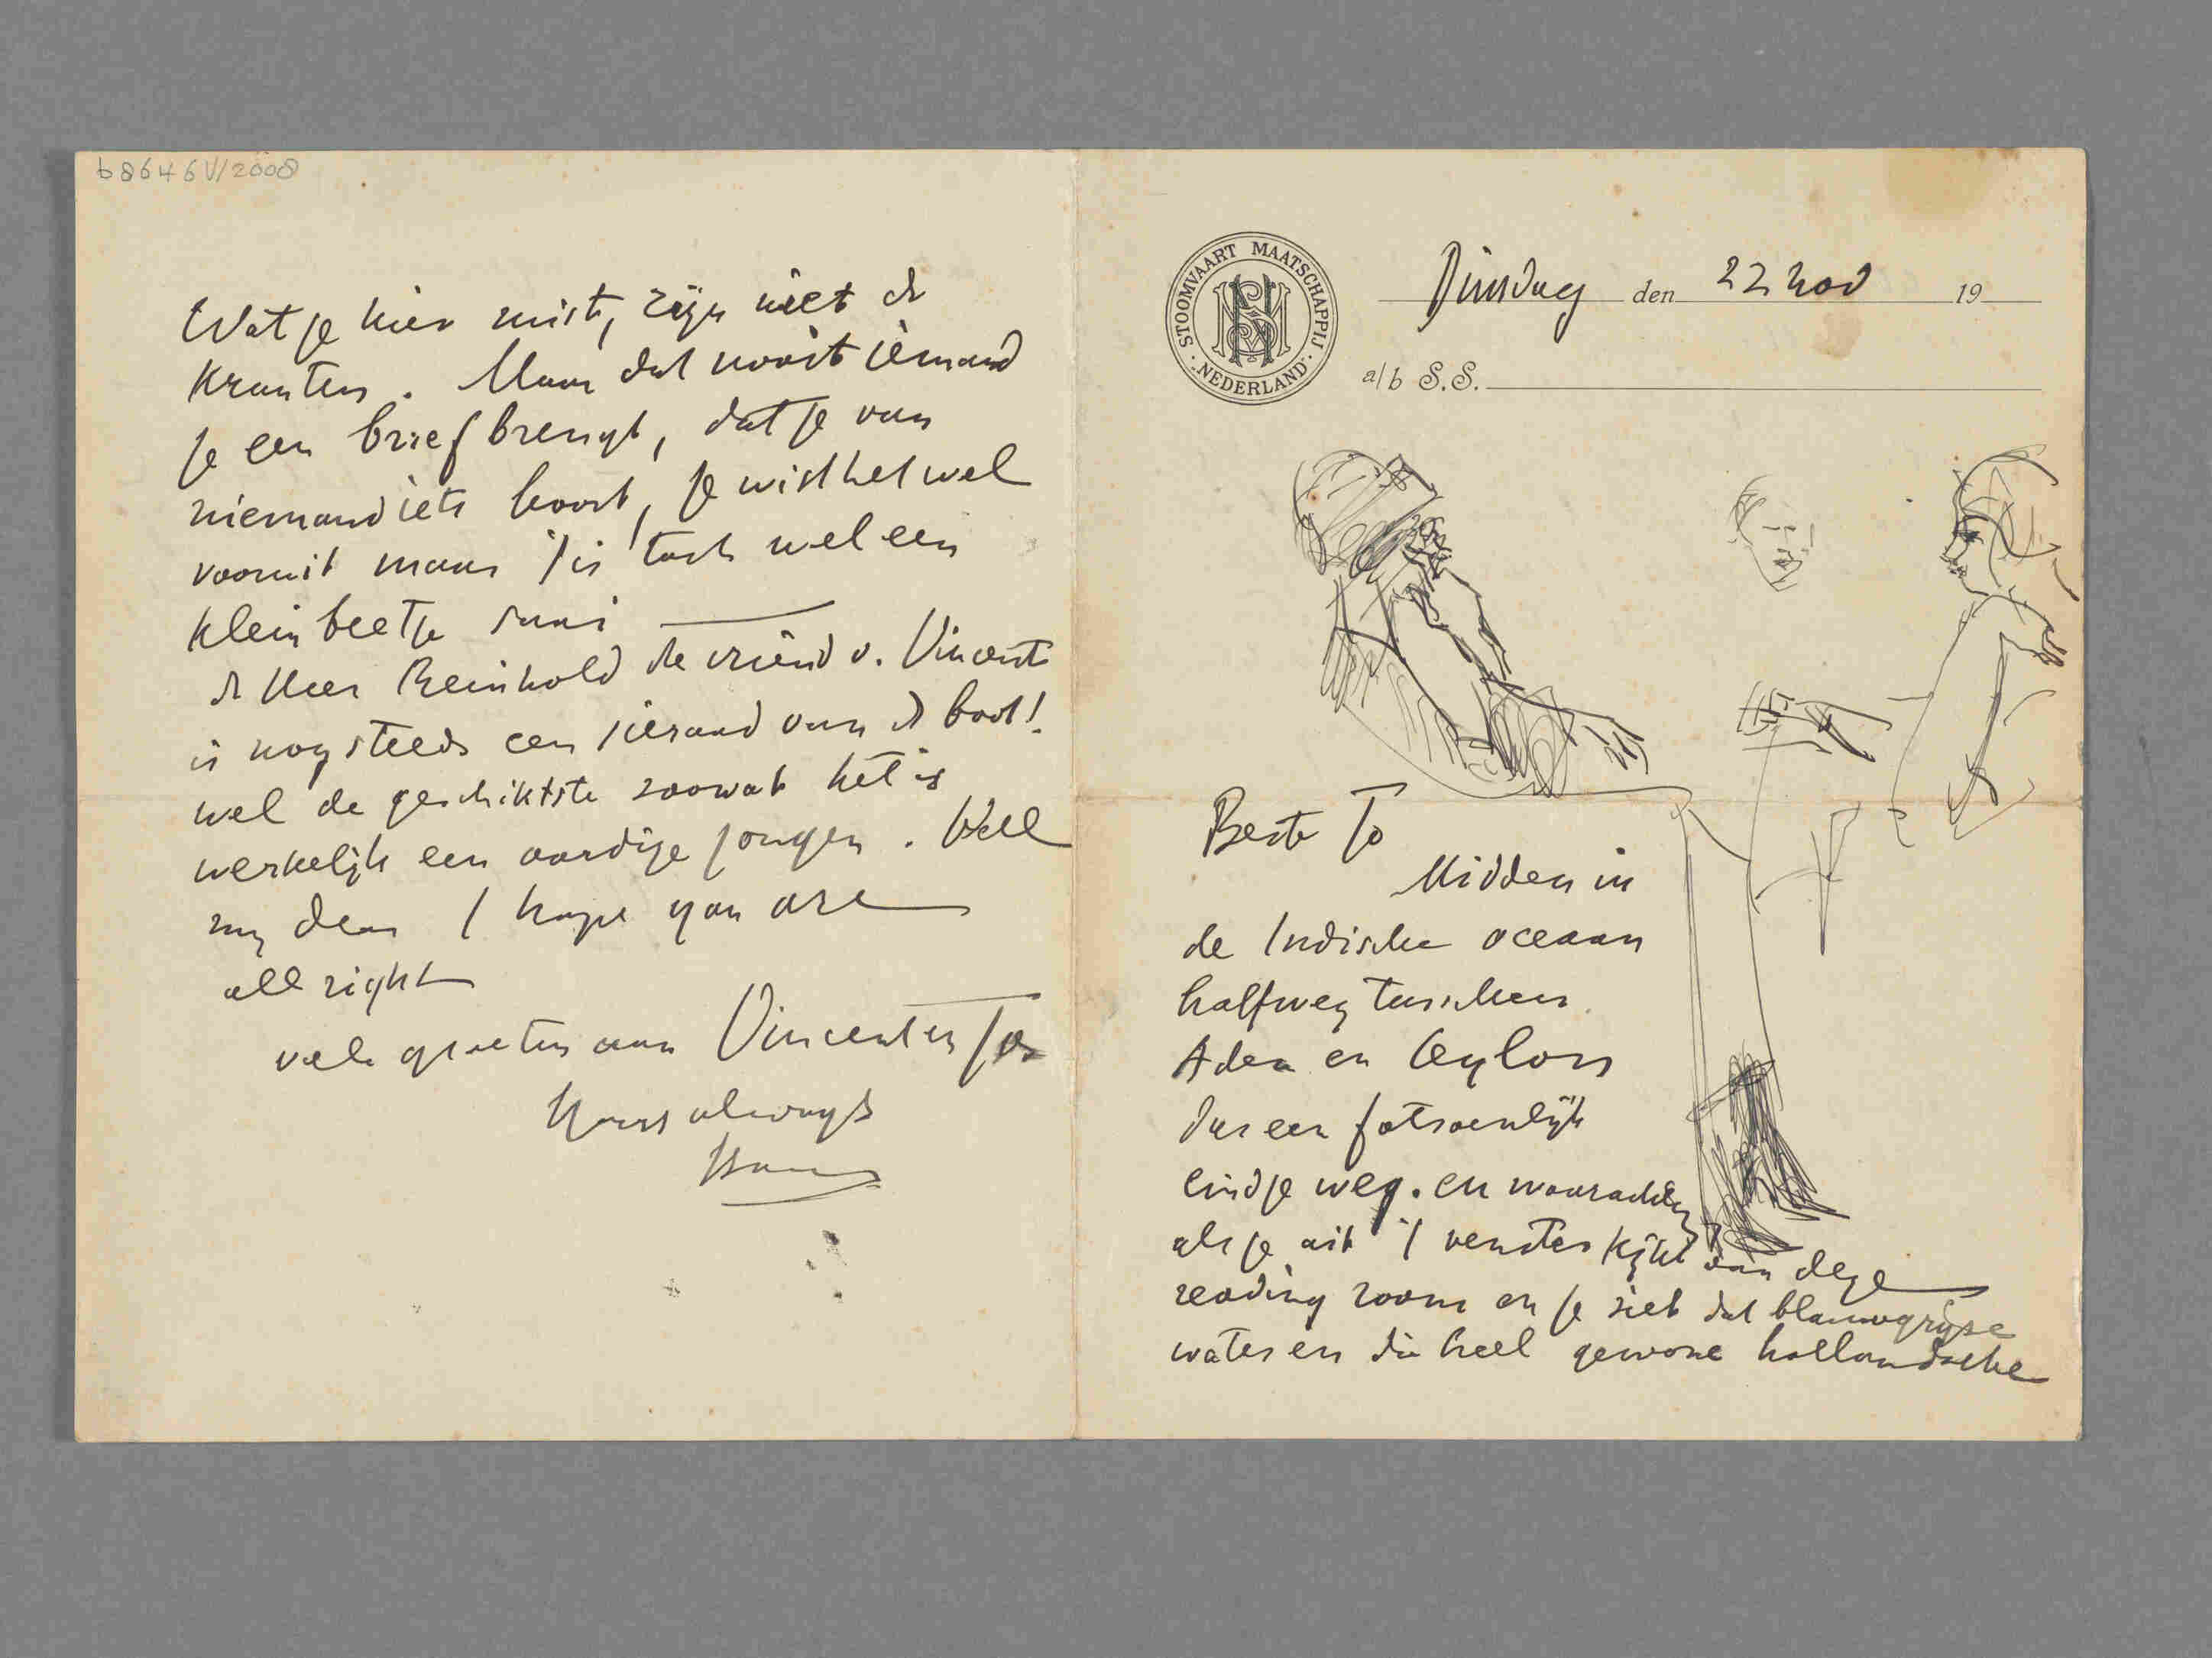 b8646 V/2008
Wat je hier mist, zijn niet de
kranten. Maar dat nooit iemand
je een brief brengt, dat je van
niemand iets hoort, je wist het wel
vooruit maar 't is toch wel een
klein beetje saai
de Heer Reinhold de vriend v. Vincent
is nog steeds een sieraad van de boot!
wel de geschiktste zoowat het is
werkelijk een aardige jongen. Well
my dear I hope you are
all right
vele groeten aan Vincent en Jos
Yours always
STOOMVAART MAATSCHAPPIJ
"NEDERLAND"
Dinsdag den 22 nov 19
a/b S.S.
Beste Jo
Midden in
de Indische oceaan
halfweg tusschen
Aden en Ceylon
dus een fatsoenlijk
eindje weg. en waarachtig
als je uit 't venster kijkt van deze
reading room en je ziet dat blauwgrijze
water en die heel gewone hollandsche